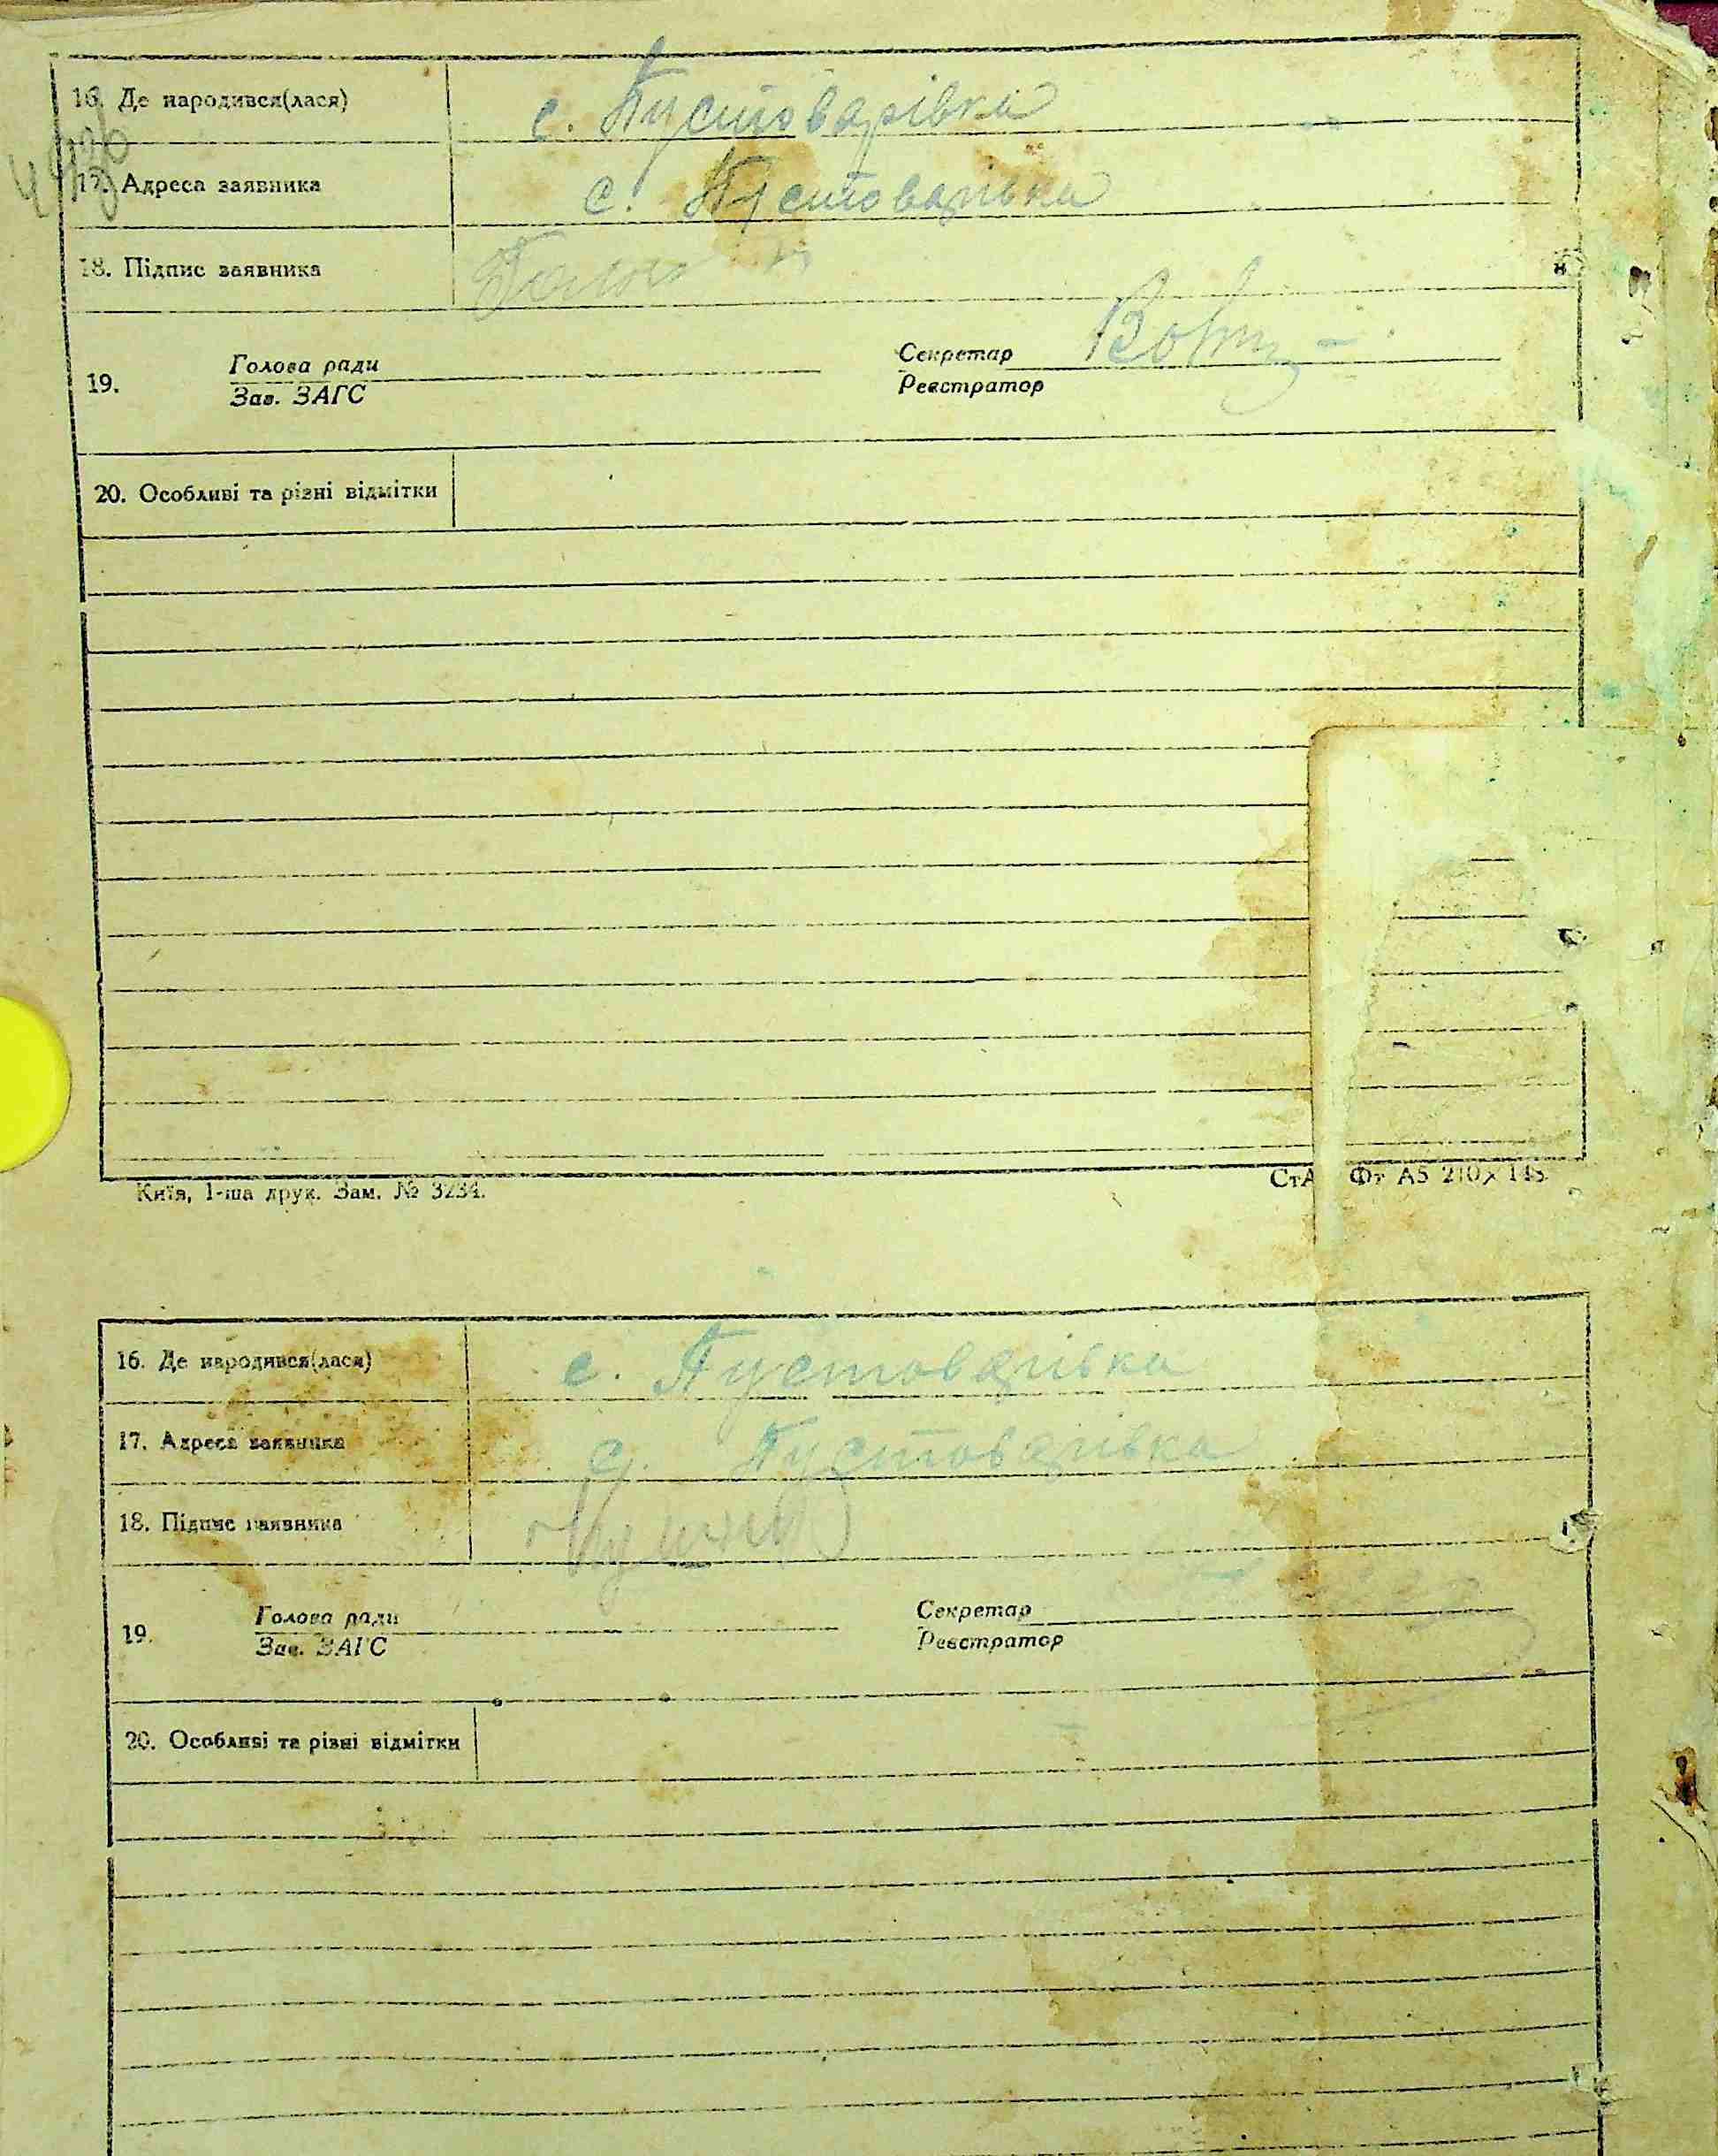 16. Де народився(лася) с. Пустоварівка
17. Адреса заявника с. Пустоварівка
18. Підпис заявника
19. Голова ради Секретар
Зав. ЗАГС Реєстратор
20. Особливі та різні відмітки
Київ, 1-ша друк. Зам. № 3234. СтА Фт А5 210×148
16. Де народився(лася) с. Пустоварівка
17. Адреса заявника с. Пустоварівка
18. Підпис заявника
19. Голова ради Секретар
Зав. ЗАГС Реєстратор
20. Особливі та різні відмітки